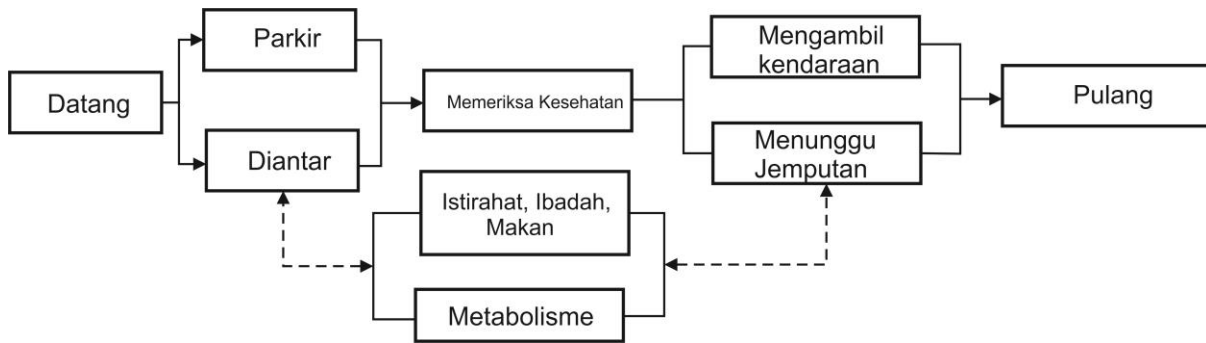 Datang
Parkir
Diantar
Memeriksa Kesehatan
Istirahat, Ibadah,
Makan
Metabolisme
Mengambil
kendaraan
Menunggu
Jemputan
Pulang